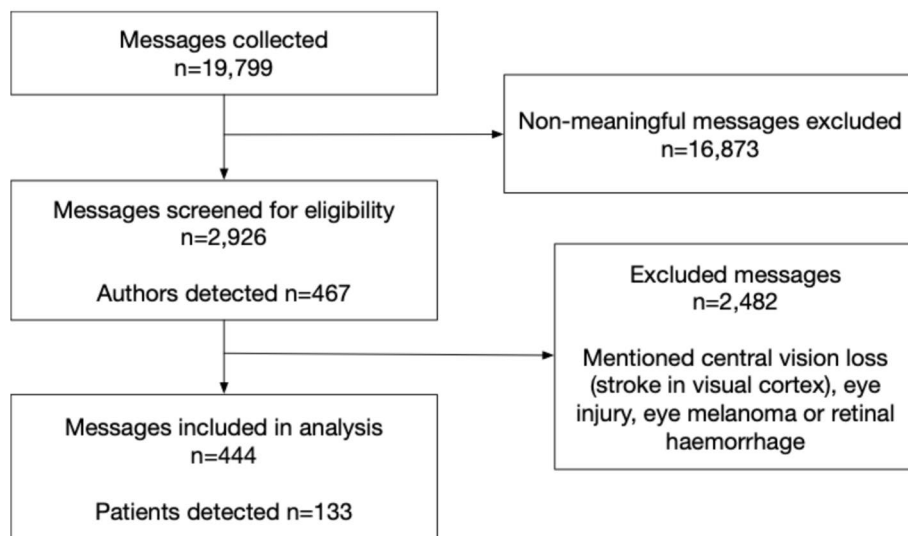 Messages collected
n=19,799
Non-meaningful messages excluded
n=16,873
Messages screened for eligibility
n=2,926
Authors detected n=467
Excluded messages
n=2,482
Mentioned central vision loss
(stroke in visual cortex), eye
injury, eye melanoma or retinal
haemorrhage
Messages included in analysis
n=444
Patients detected n=133